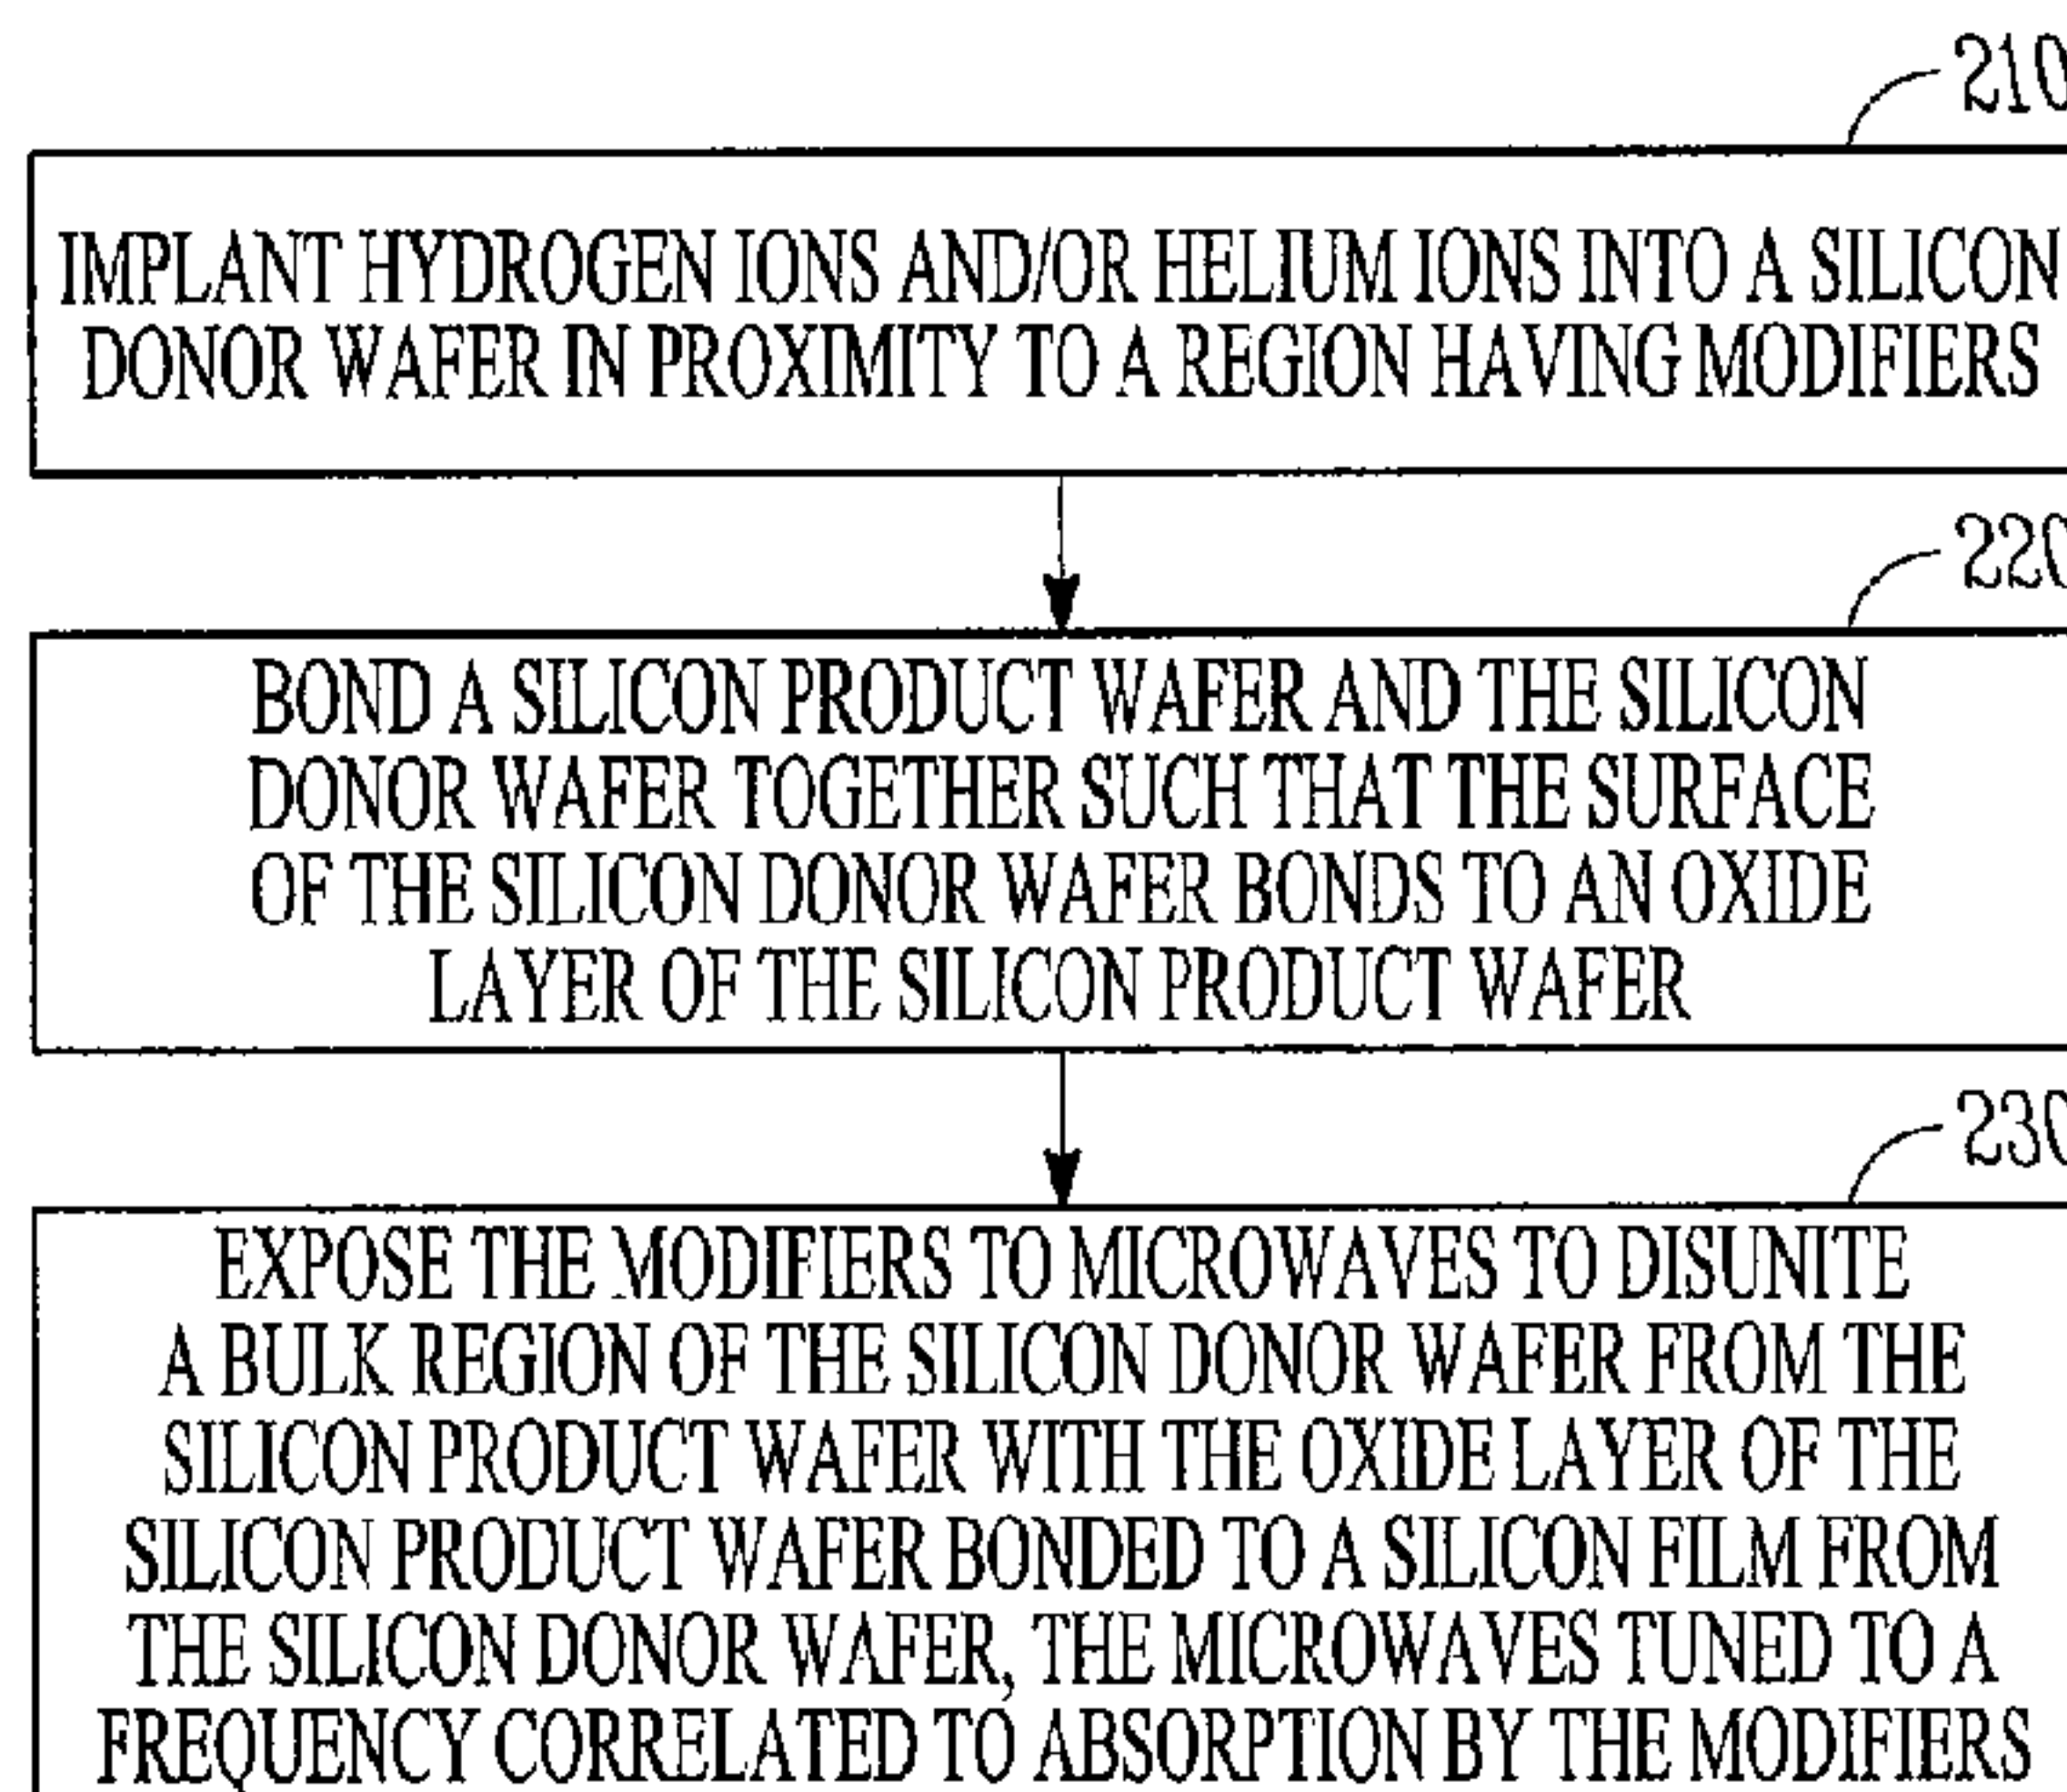 210
IMPLANT HYDROGEN IONS AND/OR HELIUM IONS INTO A SILICON
DONOR WAFER IN PROXIMITY TO A REGION HAVING MODIFIERS
220
BOND A SILICON PRODUCT WAFER AND THE SILICON
DONOR WAFER TOGETHER SUCH THAT THE SURFACE
OF THE SILICON DONOR WAFER BONDS TO AN OXIDE
LAYER OF THE SILICON PRODUCT WAFER
230
EXPOSE THE MODIFIERS TO MICROWAVES TO DISUNITE
A BULK REGION OF THE SILICON DONOR WAFER FROM THE
SILICON PRODUCT WAFER WITH THE OXIDE LAYER OF THE
SILICON PRODUCT WAFER BONDED TO A SILICON FILM FROM
THE SILICON DONOR WAFER, THE MICROWAVES TUNED TO A
FREQUENCY CORRELATED TO ABSORPTION BY THE MODIFIERS